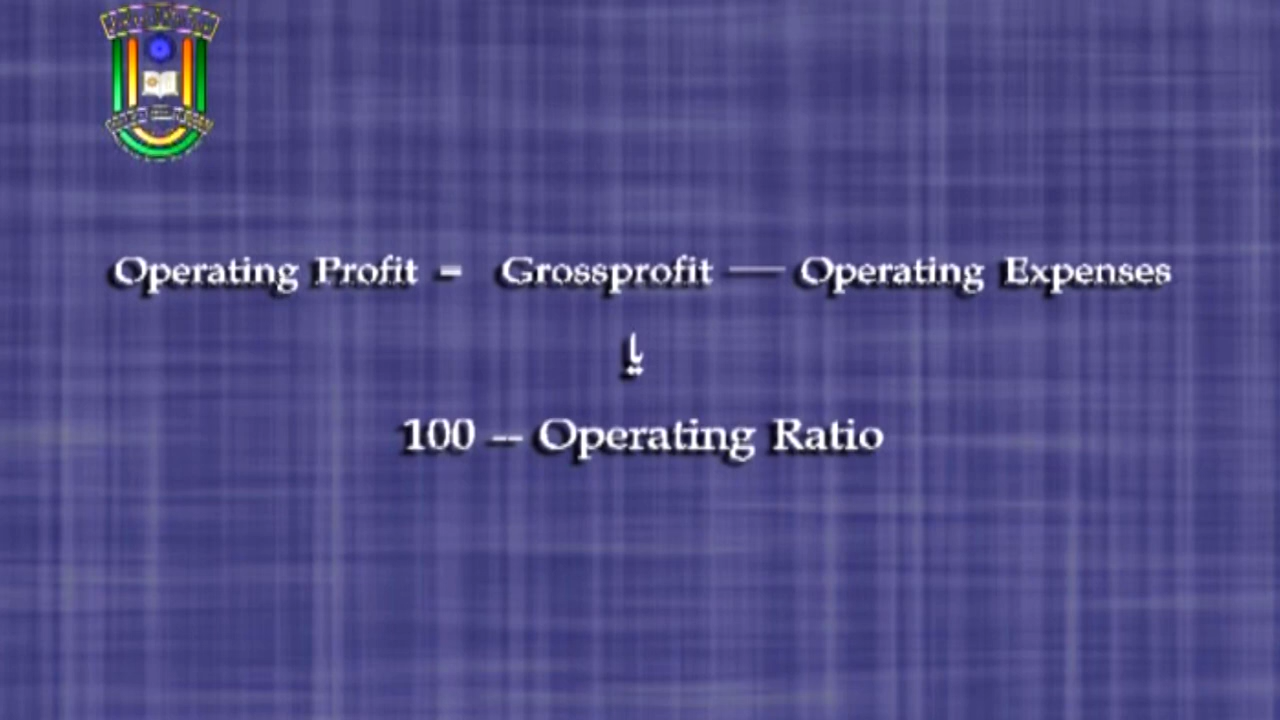 Operating Profit = Grossprofit — Operating Expenses
یا
100 -- Operating Ratio